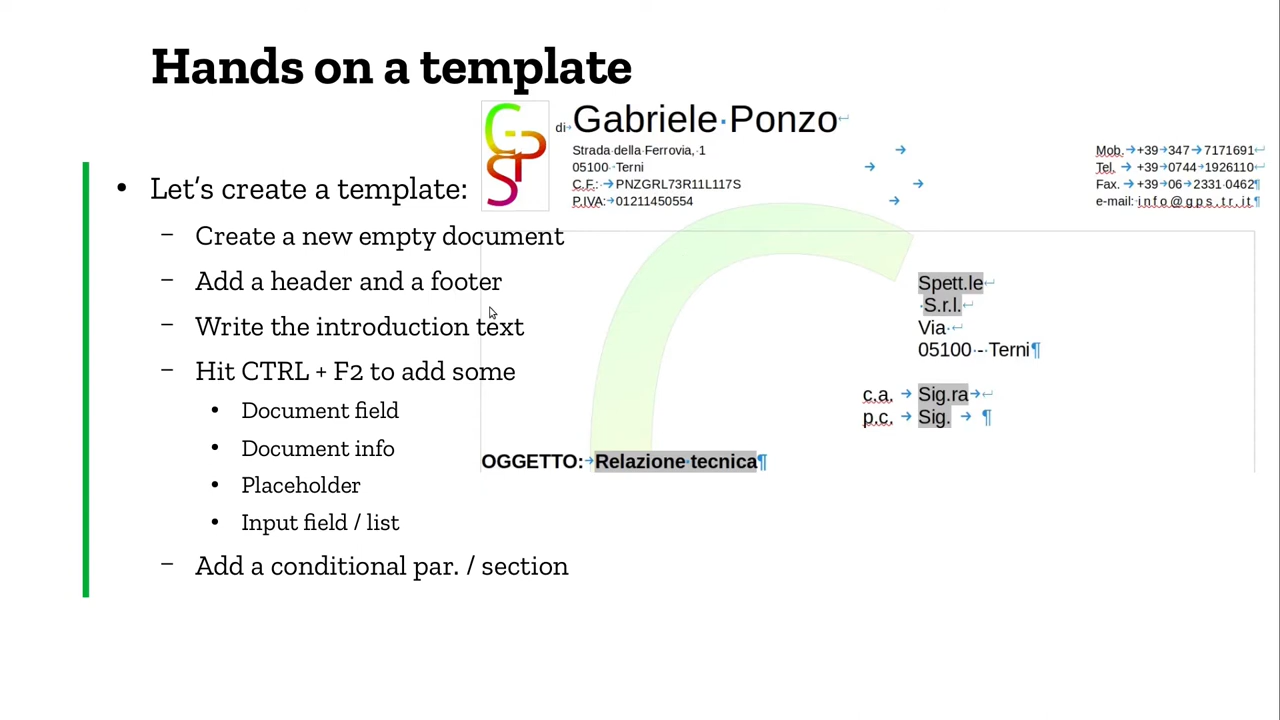 Hands on a template
GPS
di Gabriele Ponzo
Strada della Ferrovia, 1
05100 Terni
C.F.: PNZGRL73R11L117S
P.IVA: 01211450554
Mob. +39 347 7171691
Tel. +39 0744 1926110
Fax. +39 06 2331 0462
e-mail: info@gps.tr.it
• Let's create a template:
– Create a new empty document
– Add a header and a footer
– Write the introduction text
– Hit CTRL + F2 to add some
• Document field
• Document info
• Placeholder
• Input field / list
– Add a conditional par. / section
Spett.le
S.r.l.
Via
05100 - Terni
c.a. Sig.ra
p.c. Sig.
OGGETTO: Relazione tecnica